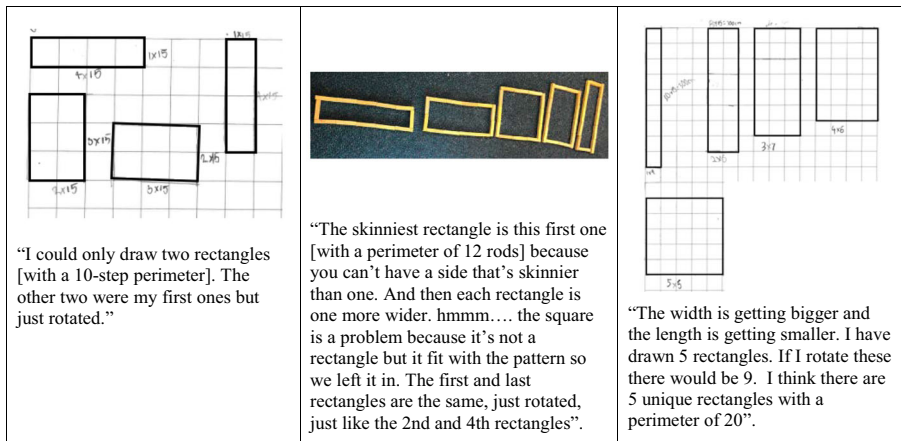 1x15
4x15
5x15
2x15
2x15
5x15
"I could only draw two rectangles
[with a 10-step perimeter]. The
other two were my first ones but
just rotated."
"The skinniest rectangle is this first one
[with a perimeter of 12 rods] because
you can't have a side that's skinnier
than one. And then each rectangle is
one more wider. hmmm…. the square
is a problem because it's not a
rectangle but it fit with the pattern so
we left it in. The first and last
rectangles are the same, just rotated,
just like the 2nd and 4th rectangles".
3x7
4x6
5x5
"The width is getting bigger and
the length is getting smaller. I have
drawn 5 rectangles. If I rotate these
there would be 9.  I think there are
5 unique rectangles with a
perimeter of 20".